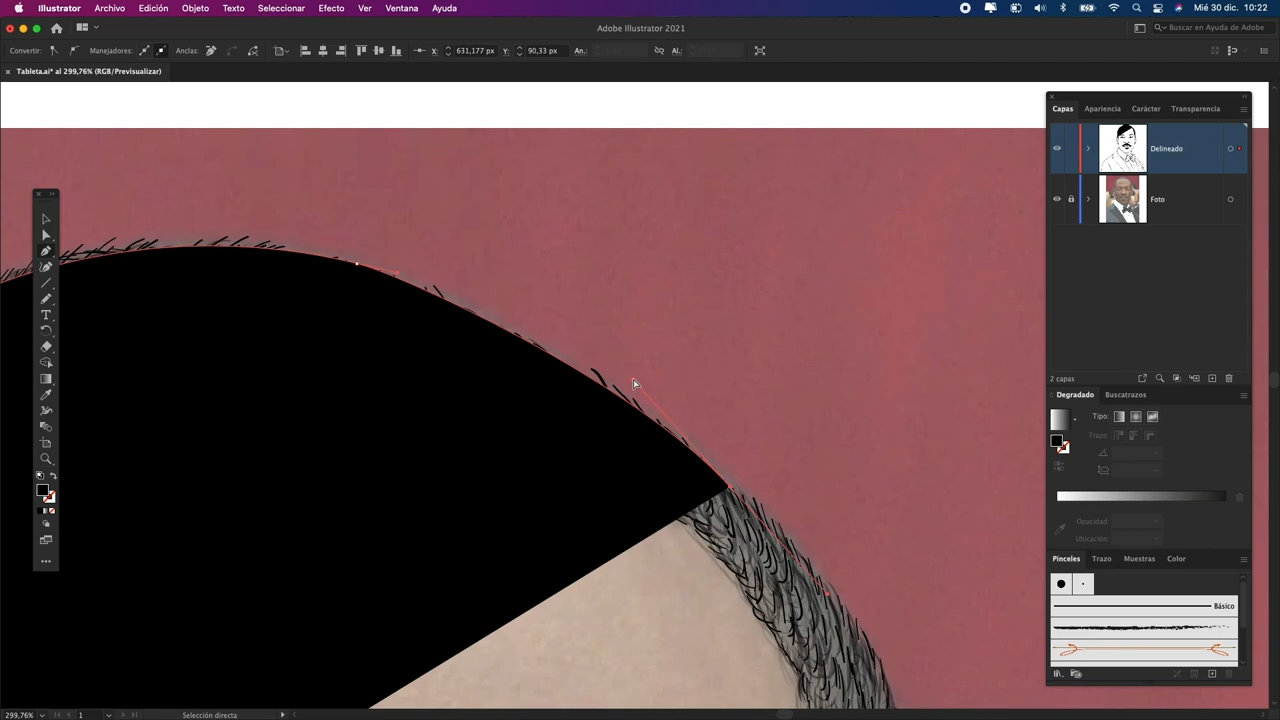 Illustrator Archivo Edición Objeto Texto Seleccionar Efecto Ver Ventana Ayuda Mié 30 dic. 10:22
Adobe Illustrator 2021 Buscar en Ayuda de Adobe
Convertir: Manejadores: Anclas: X: 631,177 px Y: 90,33 px An.: Al.:
× Tableta.ai* al 299,76% (RGB/Previsualizar)
Capas Apariencia Carácter Transparencia
Delineado
Foto
2 capas
Degradado Buscatrazos
Tipo:
Trazo:
Opacidad:
Ubicación:
Pinceles Trazo Muestras Color
Básico
299,76% 1 Selección directa